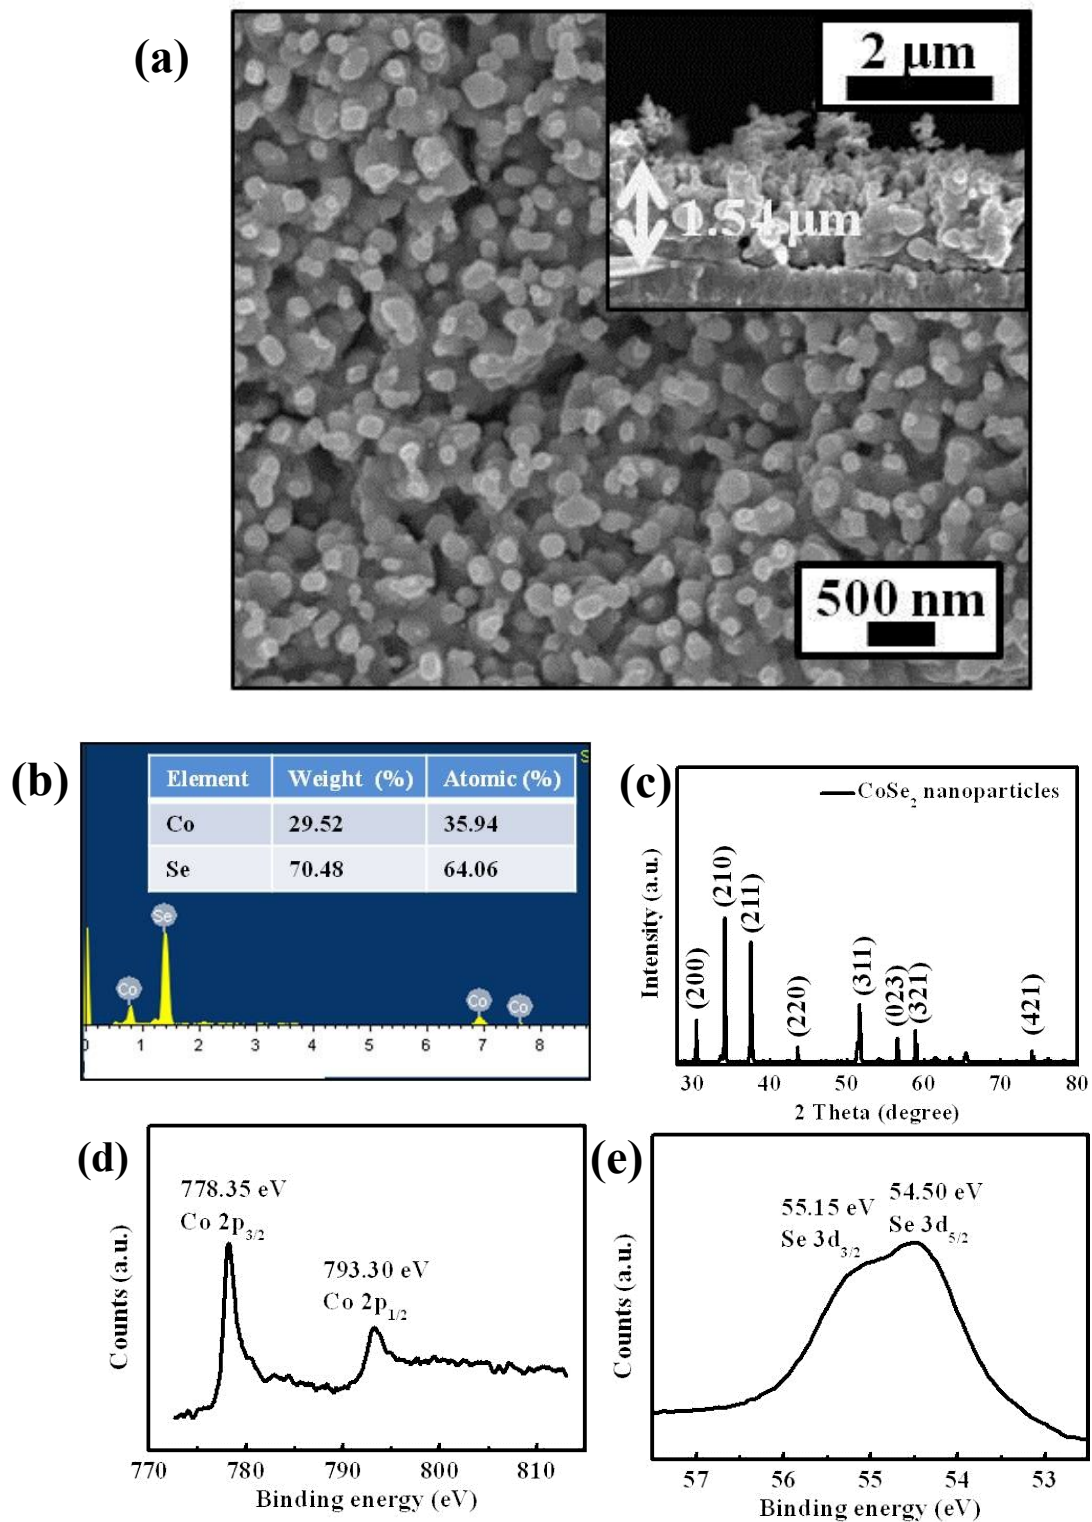 (a)
2 μm
1.54 μm
500 nm
(b)
Element Weight (%) Atomic (%)
Co 29.52 35.94
Se 70.48 64.06
S
Se
Co
Co
Co
0 1 2 3 4 5 6 7 8
(c)
CoSe₂ nanoparticles
Intensity (a.u.)
(200)
(210)
(211)
(220)
(311)
(023)
(321)
(421)
30 40 50 60 70 80
2 Theta (degree)
(d)
778.35 eV
Co 2p3/2
793.30 eV
Co 2p1/2
Counts (a.u.)
770 780 790 800 810
Binding energy (eV)
(e)
55.15 eV
Se 3d3/2
54.50 eV
Se 3d5/2
Counts (a.u.)
57 56 55 54 53
Binding energy (eV)